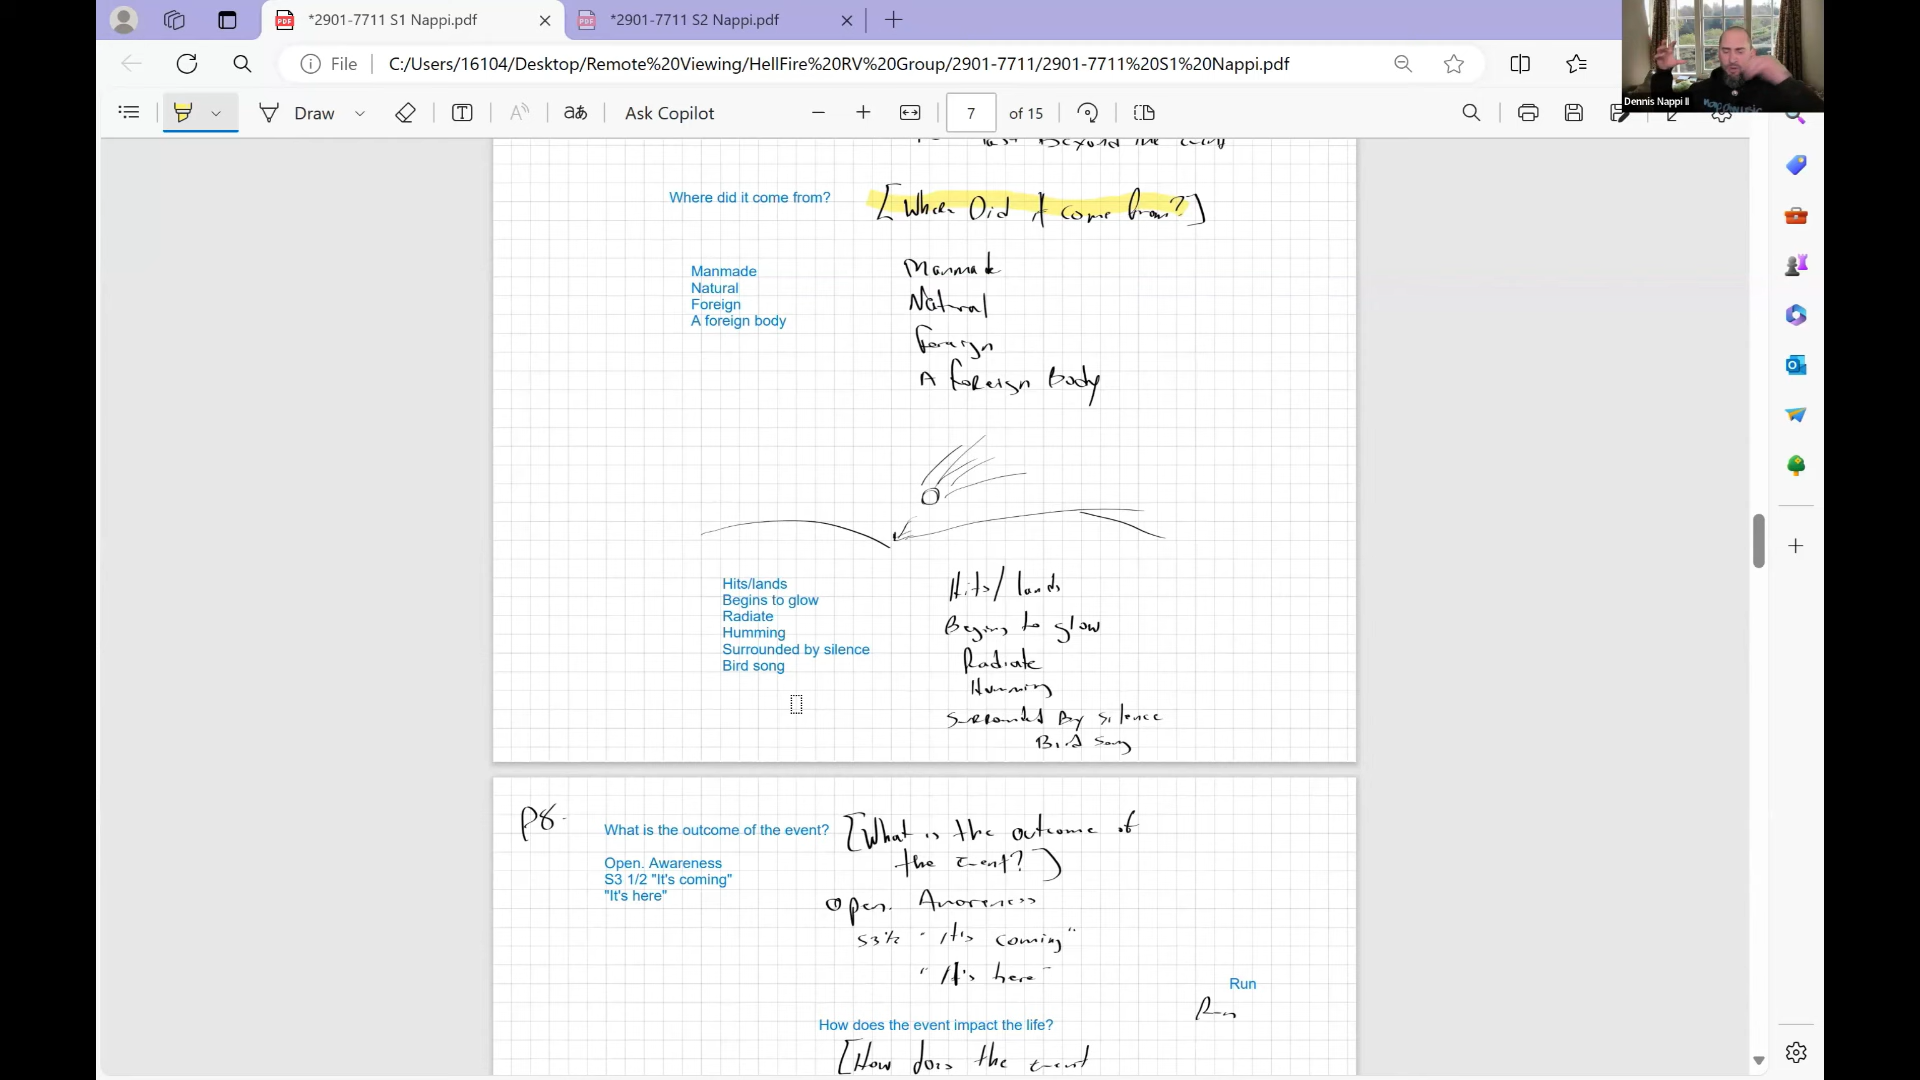 *2901-7711 S1 Nappi.pdf
*2901-7711 S2 Nappi.pdf
File
C:/Users/16104/Desktop/Remote%20Viewing/HellFire%20RV%20Group/2901-7711/2901-7711%20S1%20Nappi.pdf
Dennis Nappi II
Draw
Ask Copilot
7 of 15
Beyond the
Where did it come from?
[Where Did it come from?]
Manmade
Natural
Foreign
A foreign body
Manmade
Natural
Foreign
A foreign Body
Hits/lands
Begins to glow
Radiate
Humming
Surrounded by silence
Bird song
Hits/lands
Begins to glow
Radiate
Humming
Surrounded By silence
Bird Song
P8.
What is the outcome of the event?
[What is the outcome of
the event?]
Open. Awareness
S3 1/2 "It's coming"
"It's here"
Open. Awareness
S3½ "It's coming"
"It's here"
Run
Run
How does the event impact the life?
[How does the event